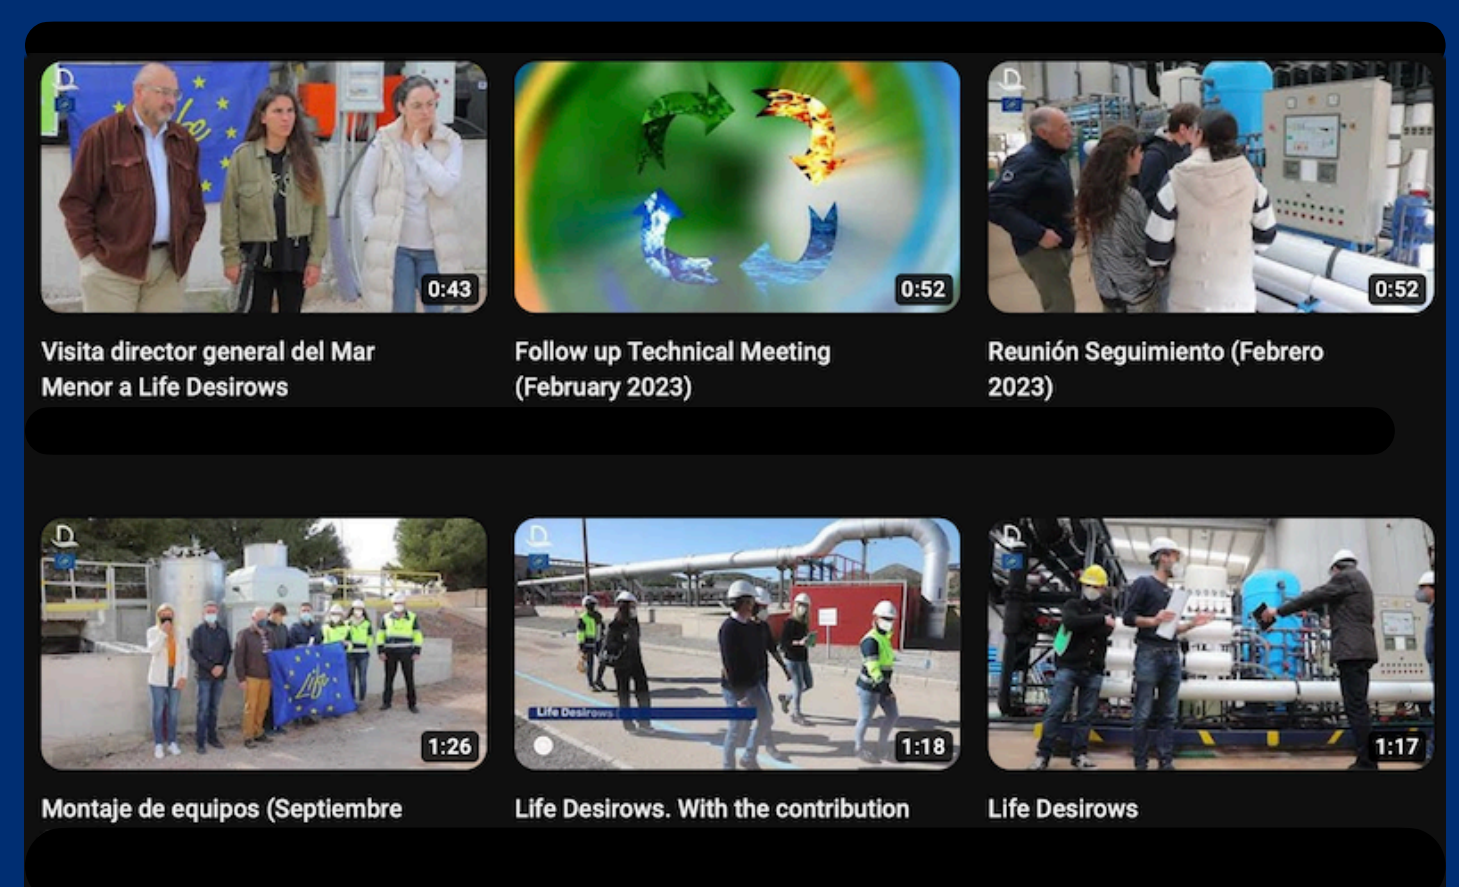 Life
0:43
0:52
0:52
Visita director general del Mar
Menor a Life Desirows
Follow up Technical Meeting
(February 2023)
Reunión Seguimiento (Febrero
2023)
Life
1:26
Life Desirows
1:18
1:17
Montaje de equipos (Septiembre
Life Desirows. With the contribution
Life Desirows